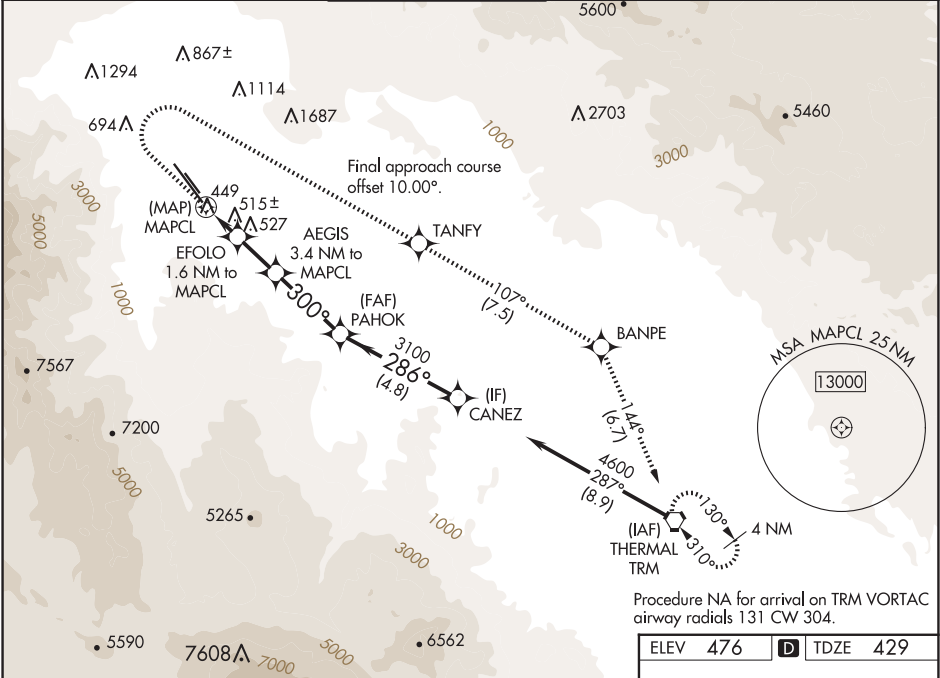 5600
867±
1294
1114
694
1687
2703
5460
1000
3000
Final approach course
offset 10.00°.
3000
5000
449
(MAP)
MAPCL
515±
527
TANFY
EFOLO
1.6 NM to
MAPCL
AEGIS
3.4 NM to
MAPCL
1000
300°
(FAF)
PAHOK
107°
(7.5)
BANPE
3100
286°
(4.8)
(IF)
CANEZ
MSA MAPCL 25 NM
13000
7567
7200
144°
(6.7)
4600
287°
(8.9)
5000
5265
1000
3000
130°
310°
4 NM
(IAF)
THERMAL
TRM
Procedure NA for arrival on TRM VORTAC
airway radials 131 CW 304.
5590
7608
7000
5000
6562
ELEV 476 D TDZE 429